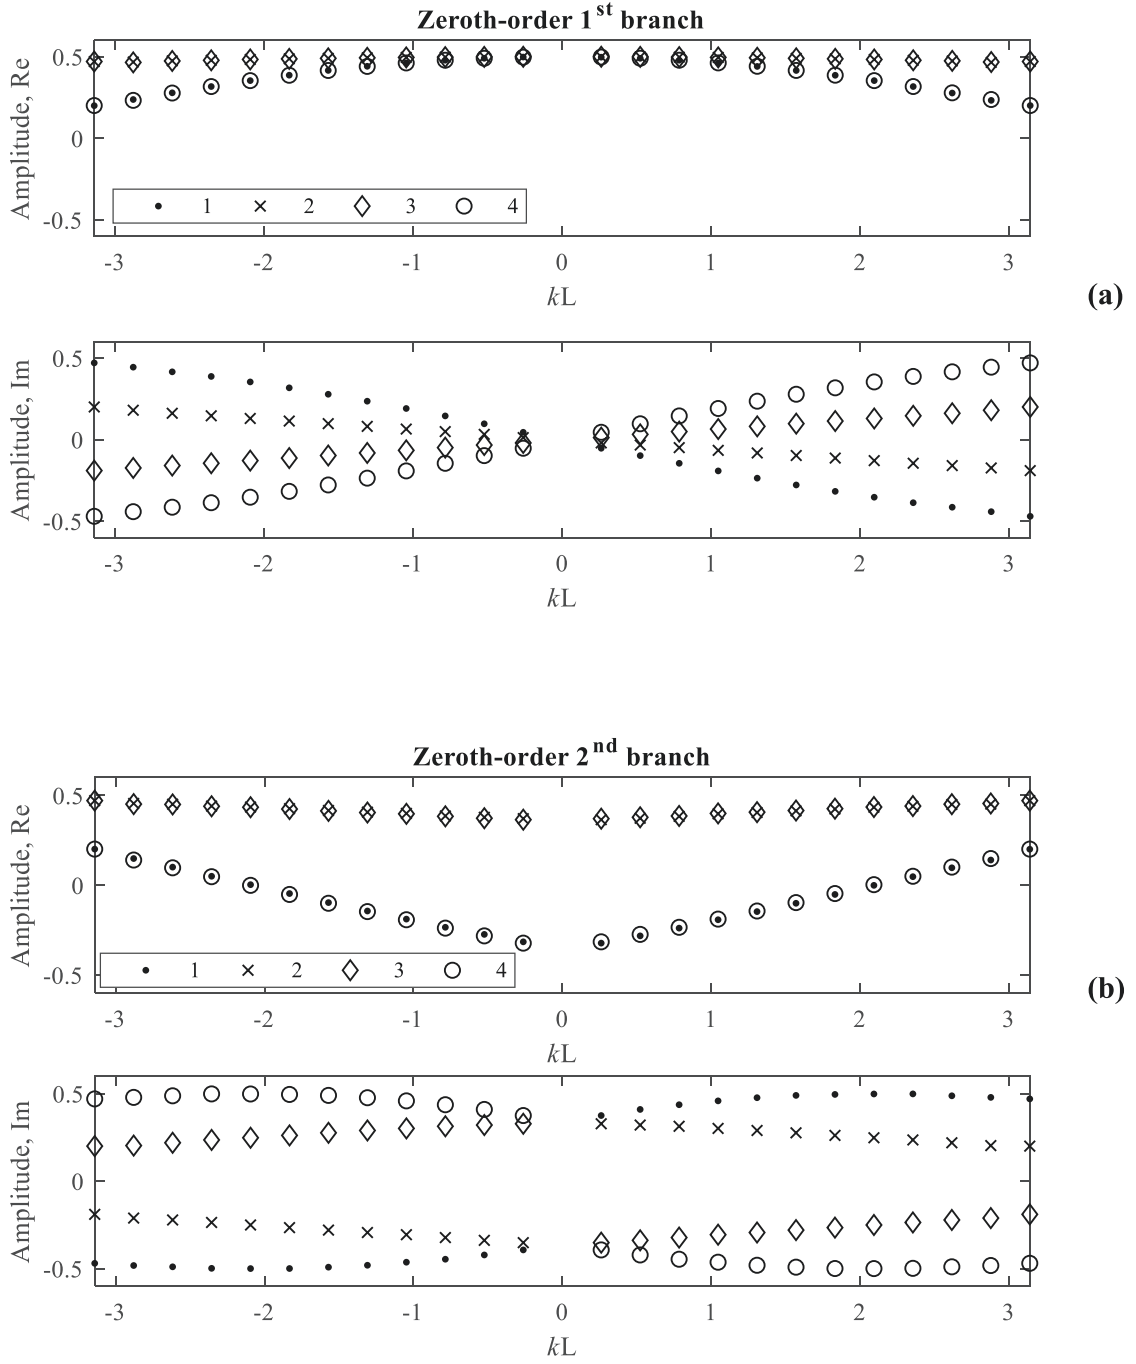 Zeroth-order 1st branch
Amplitude, Re
0.5
0
-0.5
1 2 3 4
-3 -2 -1 0 1 2 3
kL
(a)
Amplitude, Im
0.5
0
-0.5
-3 -2 -1 0 1 2 3
kL
Zeroth-order 2nd branch
Amplitude, Re
0.5
0
-0.5
1 2 3 4
-3 -2 -1 0 1 2 3
kL
(b)
Amplitude, Im
0.5
0
-0.5
-3 -2 -1 0 1 2 3
kL